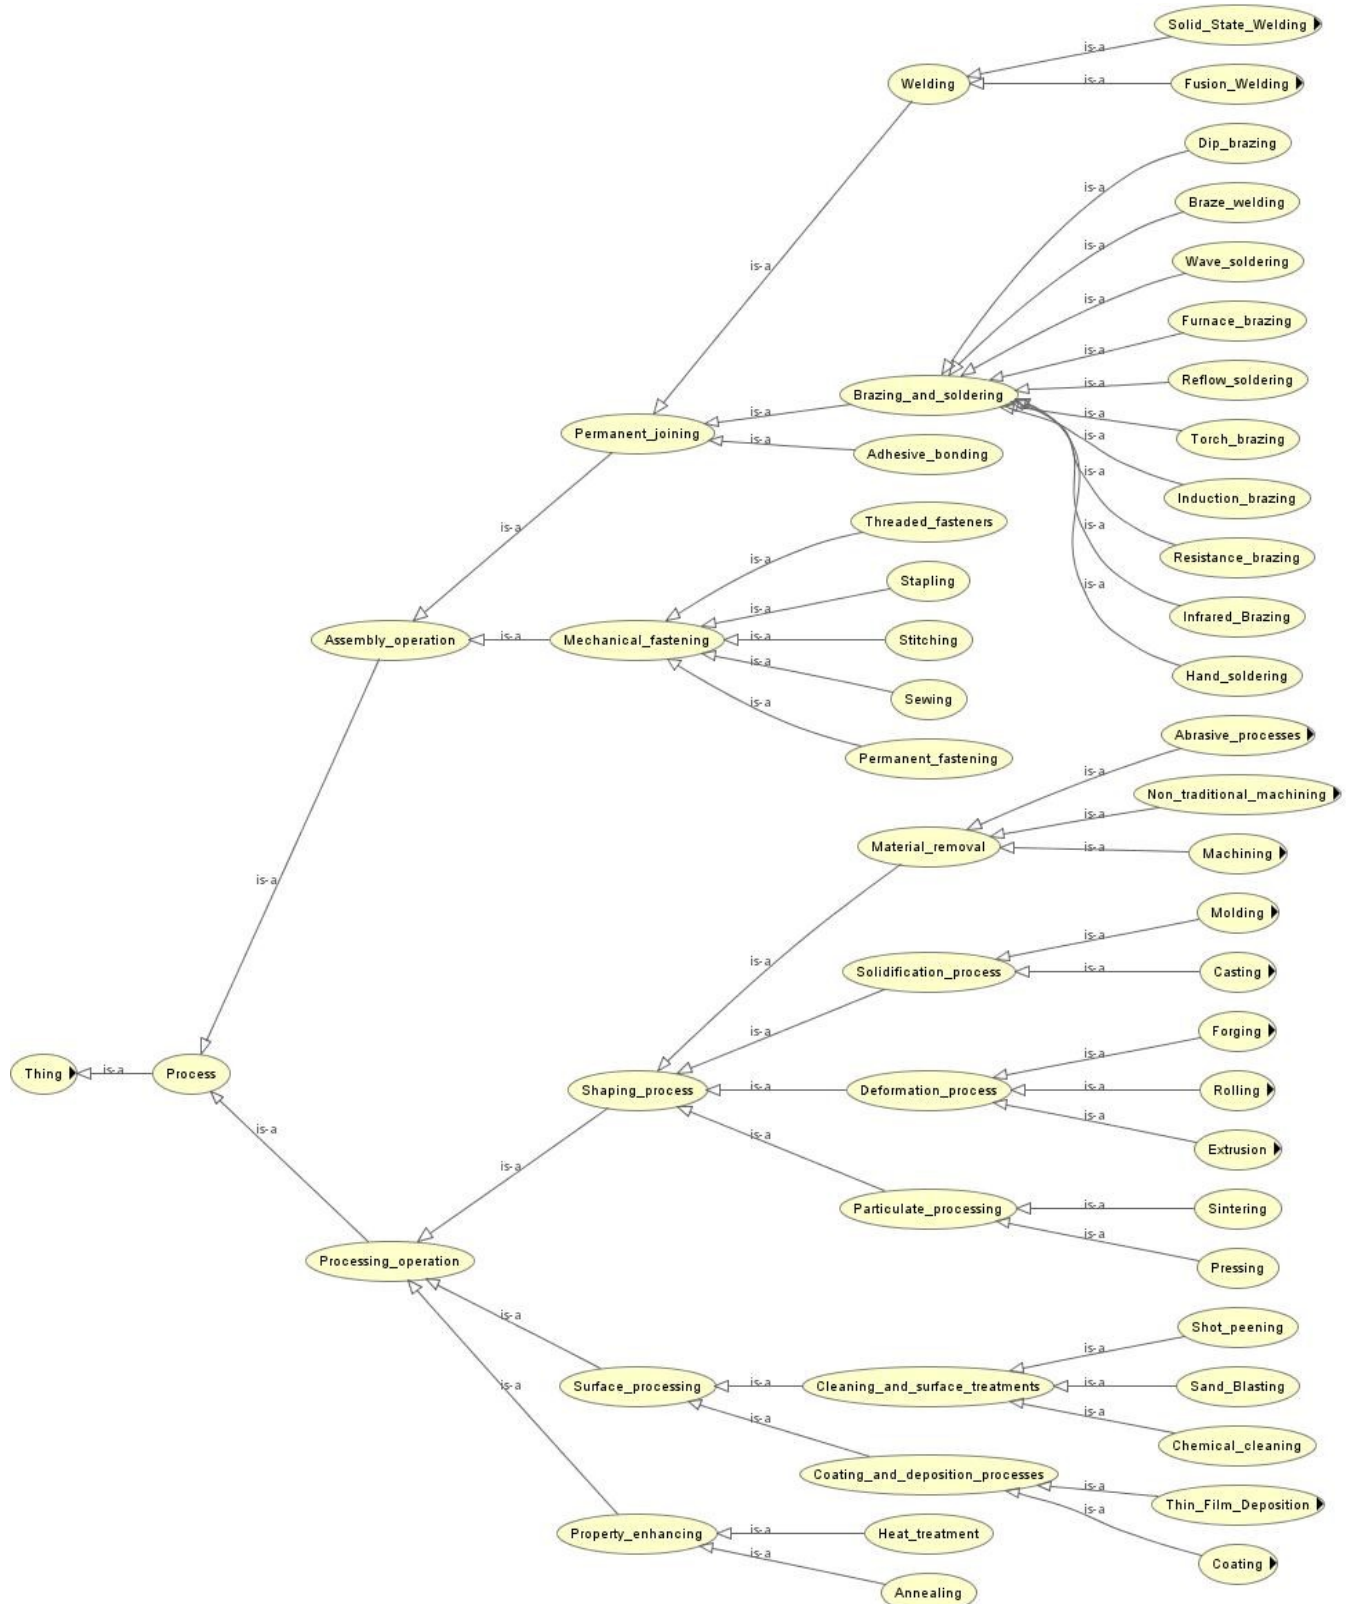 Solid_State_Welding
is-a
Welding
is-a
Fusion_Welding
Dip_brazing
is-a
Braze_welding
is-a
is-a
Wave_soldering
is-a
Furnace_brazing
is-a
Brazing_and_soldering
is-a
Reflow_soldering
is-a
is-a
Torch_brazing
Permanent_joining
is-a
is-a
Adhesive_bonding
Induction_brazing
is-a
Threaded_fasteners
is-a
is-a
Resistance_brazing
is-a
Stapling
is-a
Infrared_Brazing
Assembly_operation
is-a
Mechanical_fastening
is-a
Stitching
is-a
Hand_soldering
is-a
Sewing
Permanent_fastening
Abrasive_processes
is-a
Non_traditional_machining
is-a
Material_removal
is-a
Machining
is-a
Molding
is-a
is-a
Solidification_process
is-a
Casting
is-a
Forging
is-a
Thing
is-a
Process
Shaping_process
is-a
Deformation_process
is-a
Rolling
is-a
is-a
is-a
Extrusion
is-a
Particulate_processing
is-a
Sintering
is-a
Processing_operation
Pressing
is-a
Shot_peening
is-a
is-a
Surface_processing
is-a
Cleaning_and_surface_treatments
is-a
Sand_Blasting
is-a
is-a
Chemical_cleaning
Coating_and_deposition_processes
is-a
Thin_Film_Deposition
is-a
Property_enhancing
is-a
Heat_treatment
is-a
Coating
Annealing